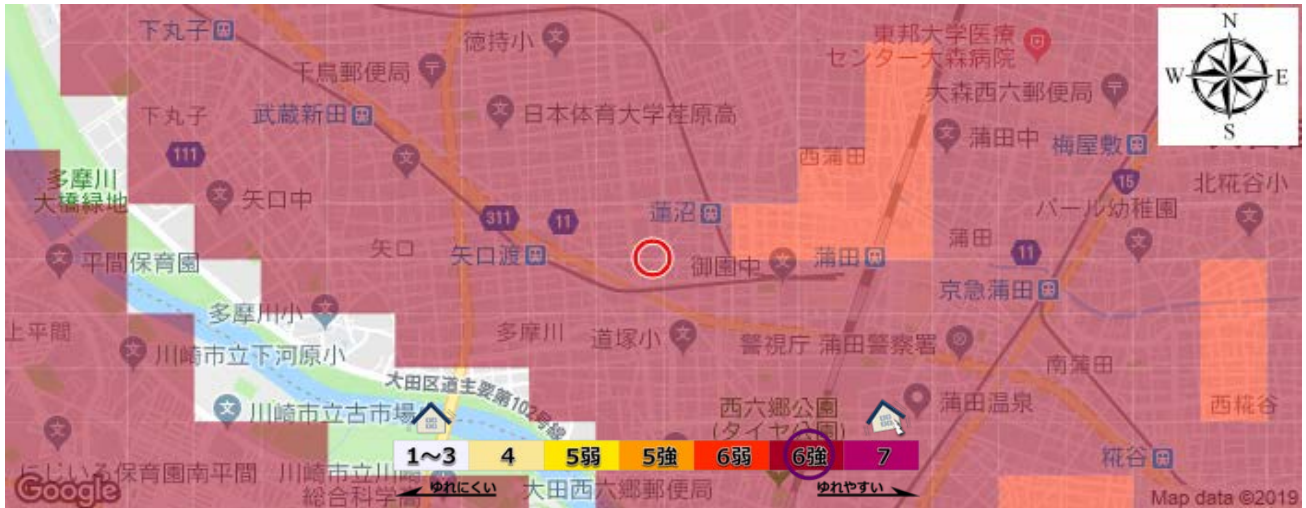 下丸子
徳持小
東邦大学医療
センター大森病院
N
W
E
S
千鳥郵便局
大森西六郵便局
日本体育大学荏原高
下丸子
武蔵新田
蒲田中
梅屋敷
111
西蒲田
15
北糀谷小
多摩川
大橋緑地
矢口中
311
11
蓮沼
パール幼稚園
矢口
矢口渡
御園中
蒲田
蒲田
11
平間保育園
京急蒲田
多摩川小
上平間
多摩川
道塚小
警視庁 蒲田警察署
川崎市立下河原小
南蒲田
大田区道主要第102号線
川崎市立古市場
西六郷公園
(タイヤ公園)
蒲田温泉
西糀谷
1～3
4
5弱
5強
6弱
6強
7
糀谷
にじいろ保育園南平間
川崎市立川崎
総合科学高
ゆれにくい
大田西六郷郵便局
ゆれやすい
Google
Map data ©2019